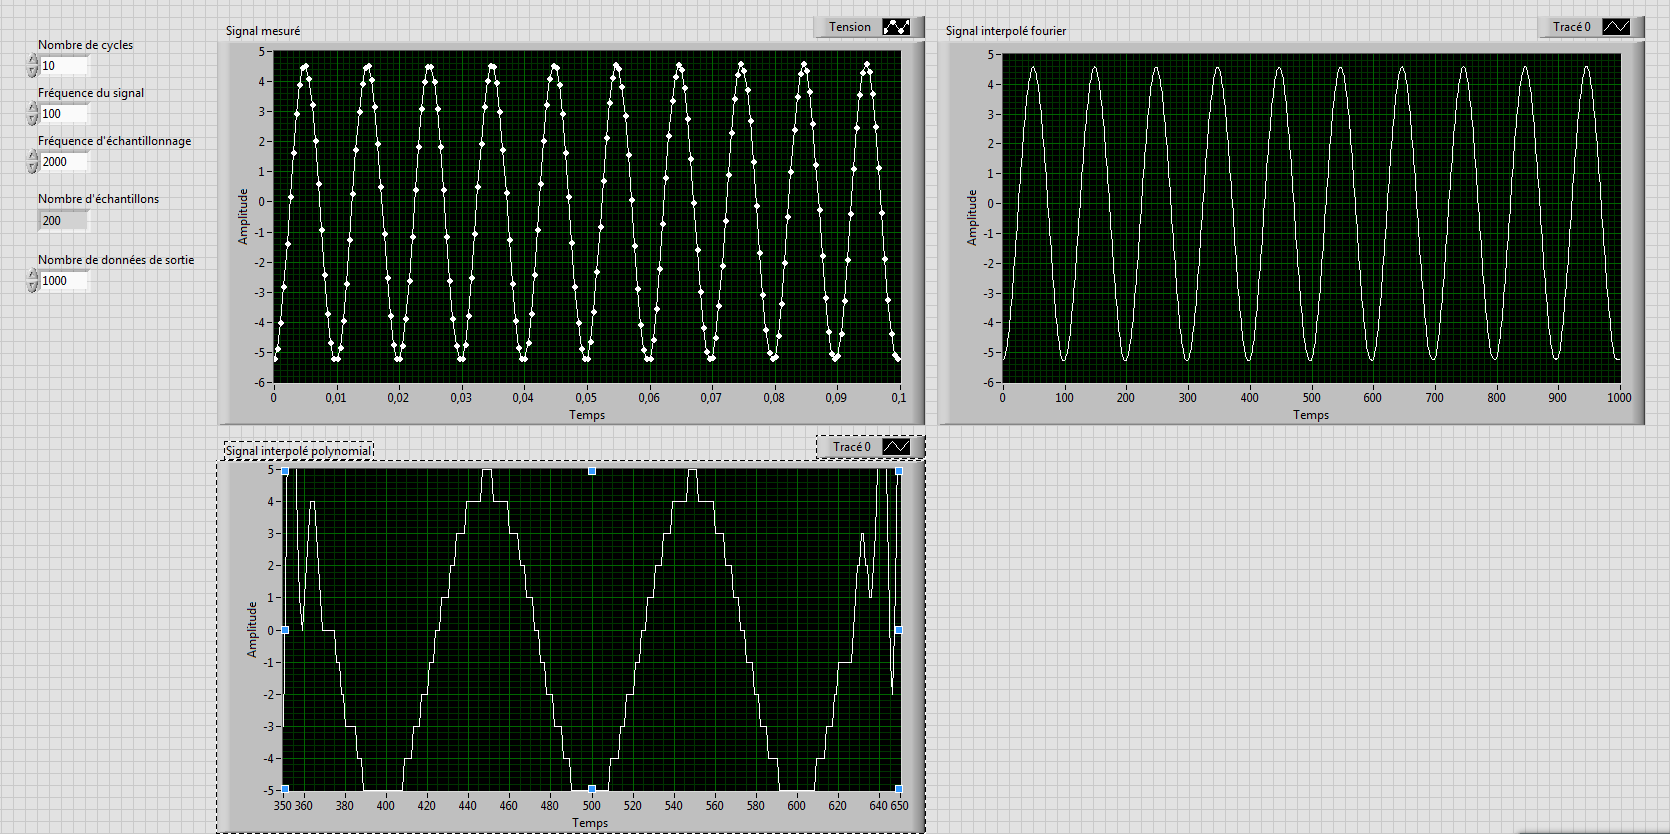 Nombre de cycles
10
Fréquence du signal
100
Fréquence d'échantillonnage
2000
Nombre d'échantillons
200
Nombre de données de sortie
1000
Signal mesuré
Tension
5
4
3
2
1
0
-1
-2
-3
-4
-5
-6
Amplitude
0 0,01 0,02 0,03 0,04 0,05 0,06 0,07 0,08 0,09 0,1
Temps
Signal interpolé fourier
Tracé 0
5
4
3
2
1
0
-1
-2
-3
-4
-5
-6
Amplitude
0 100 200 300 400 500 600 700 800 900 1000
Temps
Signal interpolé polynomial
Tracé 0
5
4
3
2
1
0
-1
-2
-3
-4
-5
Amplitude
350 360 380 400 420 440 460 480 500 520 540 560 580 600 620 640 650
Temps